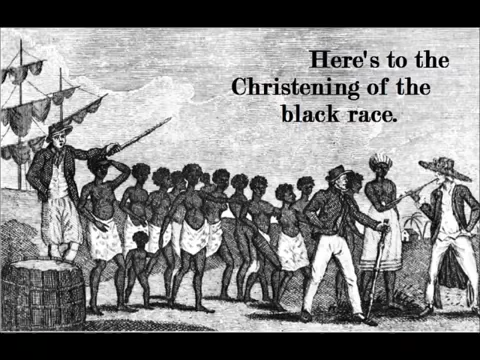 Here's to the
Christening of the
black race.